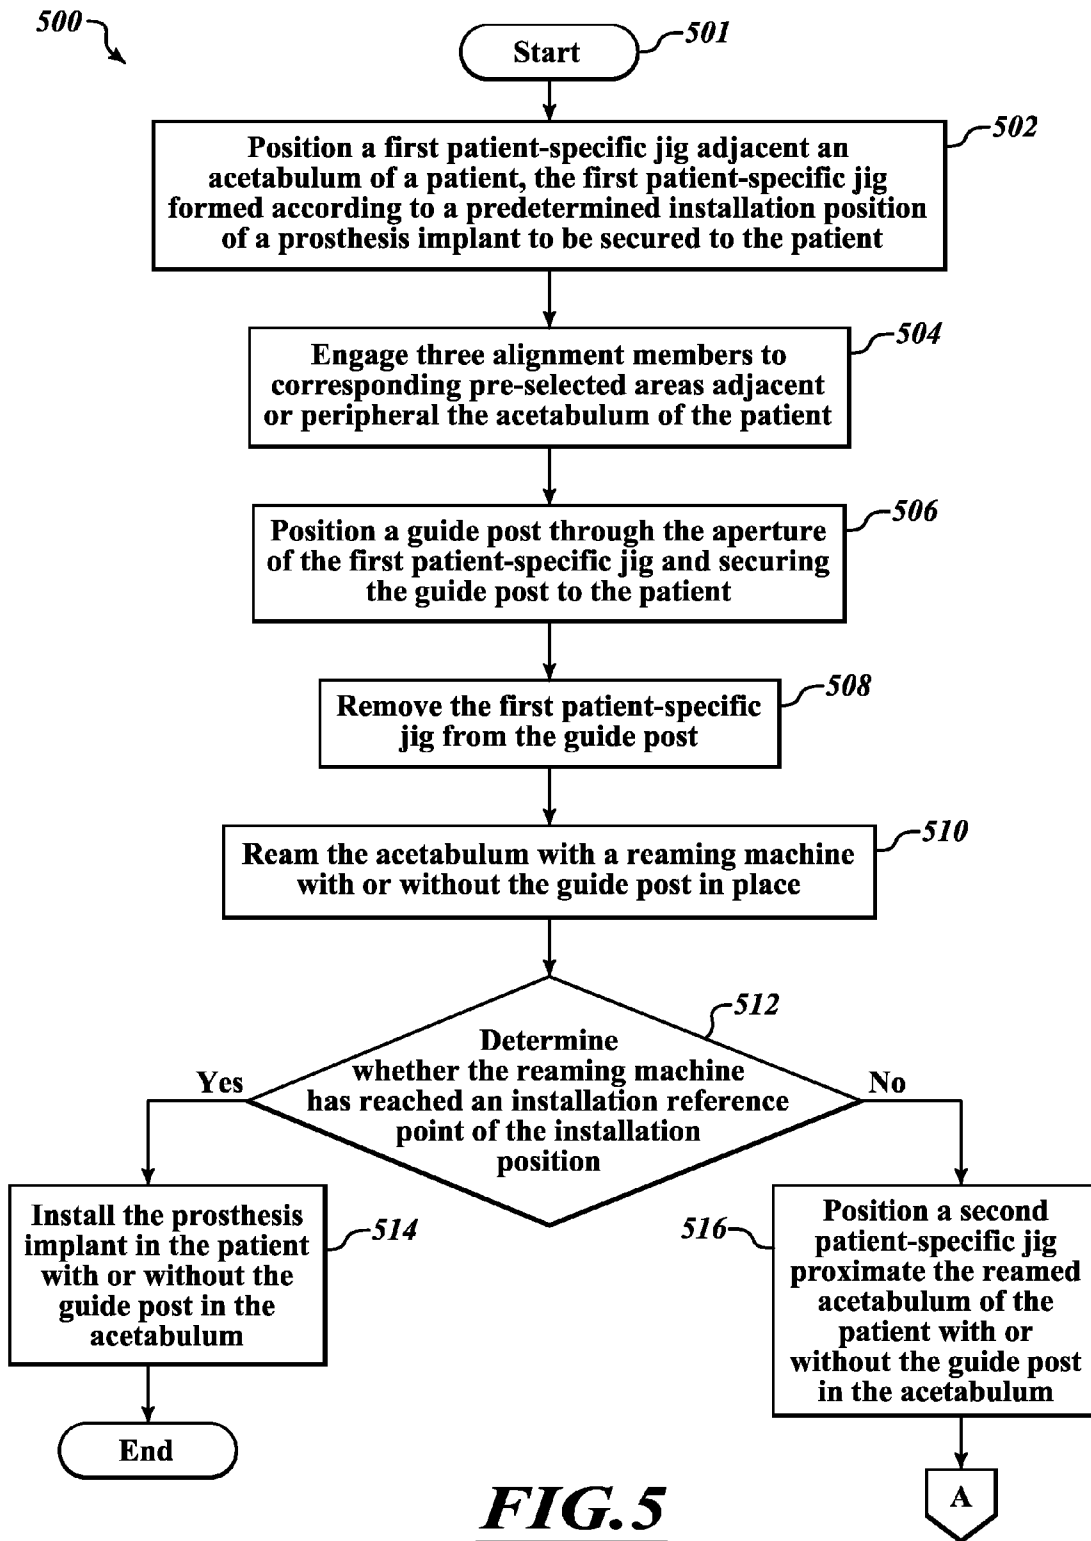 500
Start
501
Position a first patient-specific jig adjacent an
acetabulum of a patient, the first patient-specific jig
formed according to a predetermined installation position
of a prosthesis implant to be secured to the patient
502
Engage three alignment members to
corresponding pre-selected areas adjacent
or peripheral the acetabulum of the patient
504
Position a guide post through the aperture
of the first patient-specific jig and securing
the guide post to the patient
506
Remove the first patient-specific
jig from the guide post
508
Ream the acetabulum with a reaming machine
with or without the guide post in place
510
Determine
whether the reaming machine
has reached an installation reference
point of the installation
position
512
Yes
No
Install the prosthesis
implant in the patient
with or without the
guide post in the
acetabulum
514
End
516
Position a second
patient-specific jig
proximate the reamed
acetabulum of the
patient with or
without the guide post
in the acetabulum
A
FIG.5